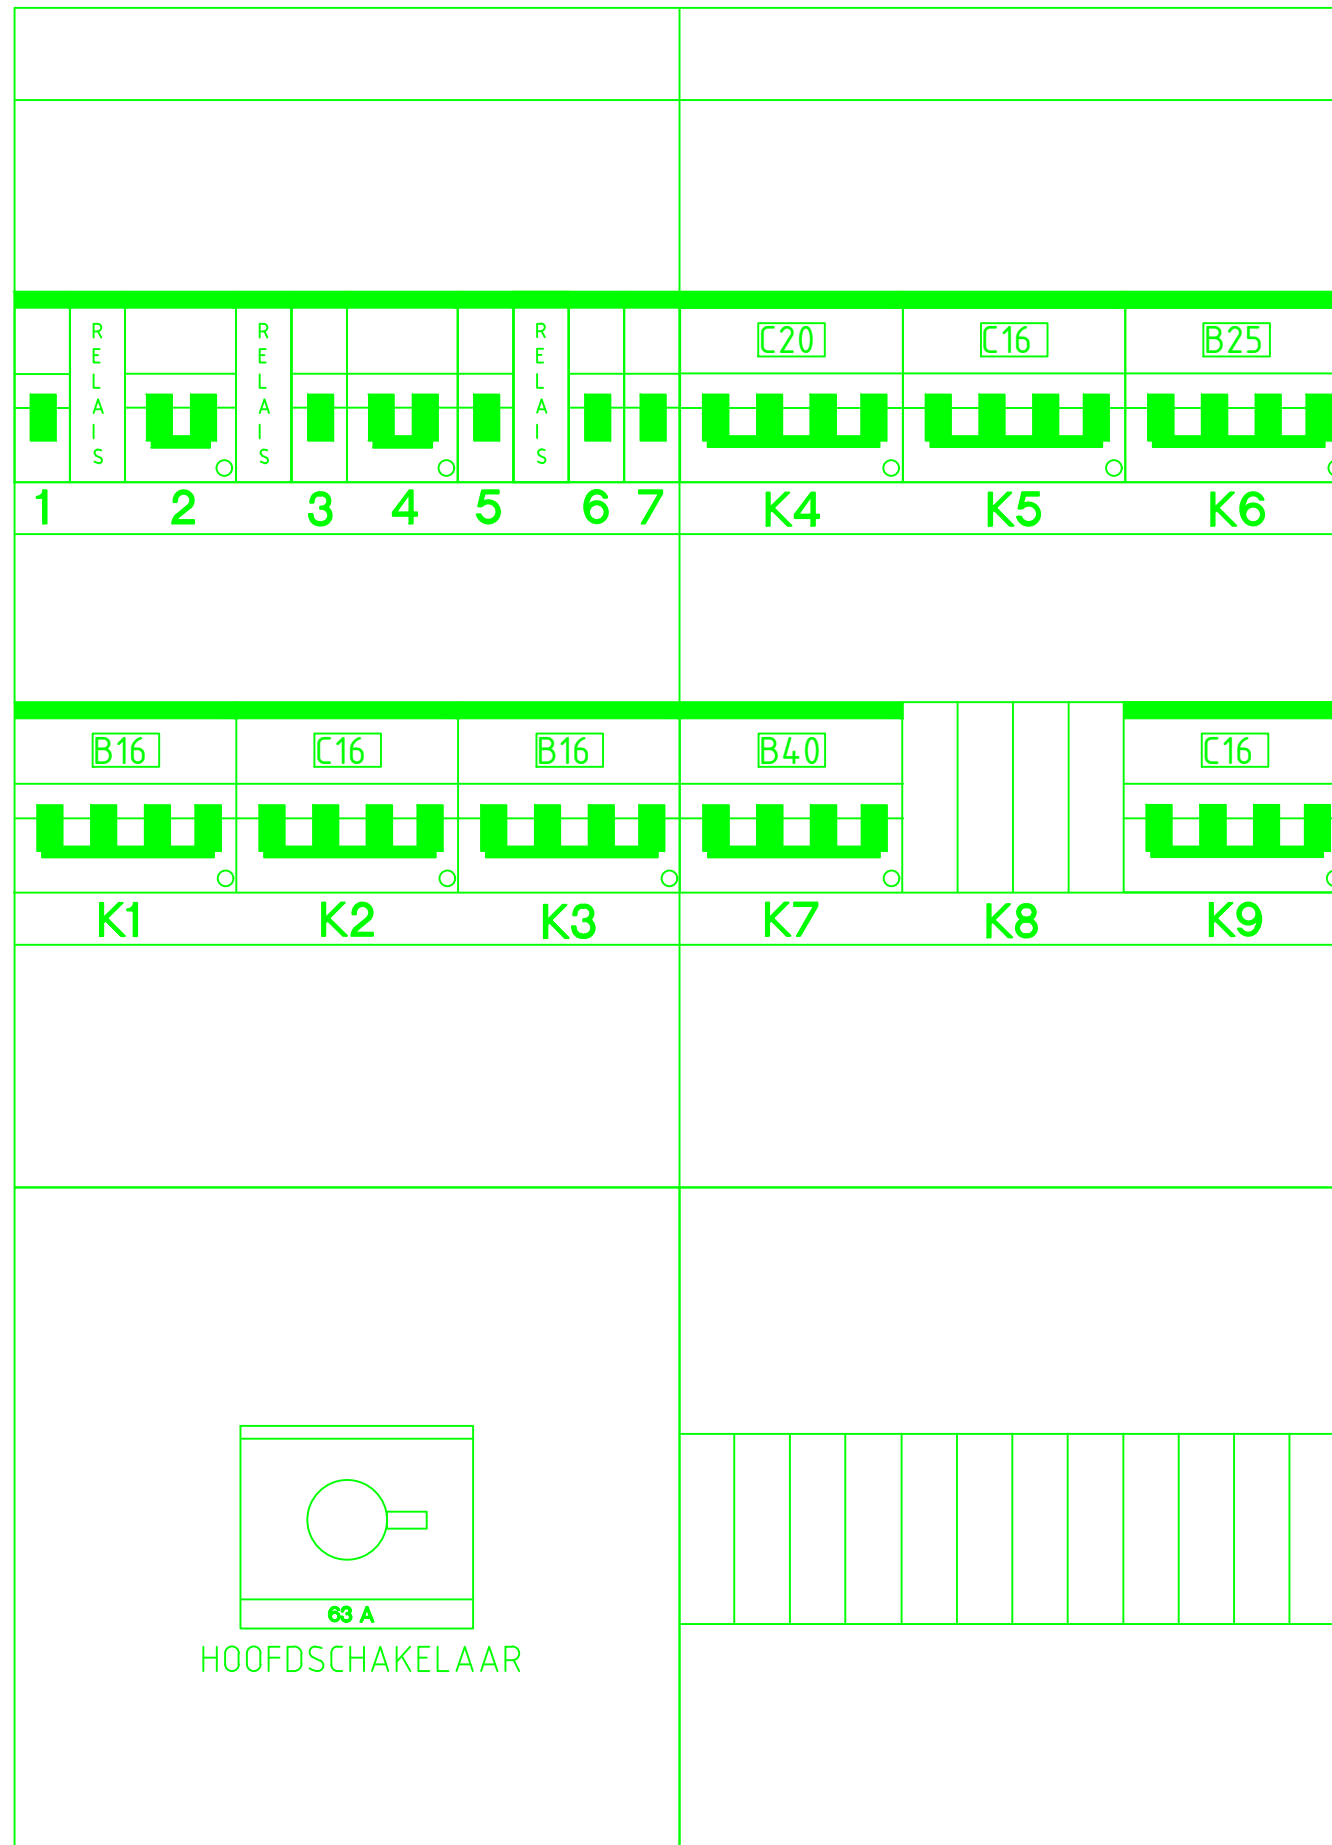 RELAIS RELAIS RELAIS C20 C16 B25
1 2 3 4 5 6 7 K4 K5 K6
B16 C16 B16 B40 C16
K1 K2 K3 K7 K8 K9
63 A
HOOFDSCHAKELAAR